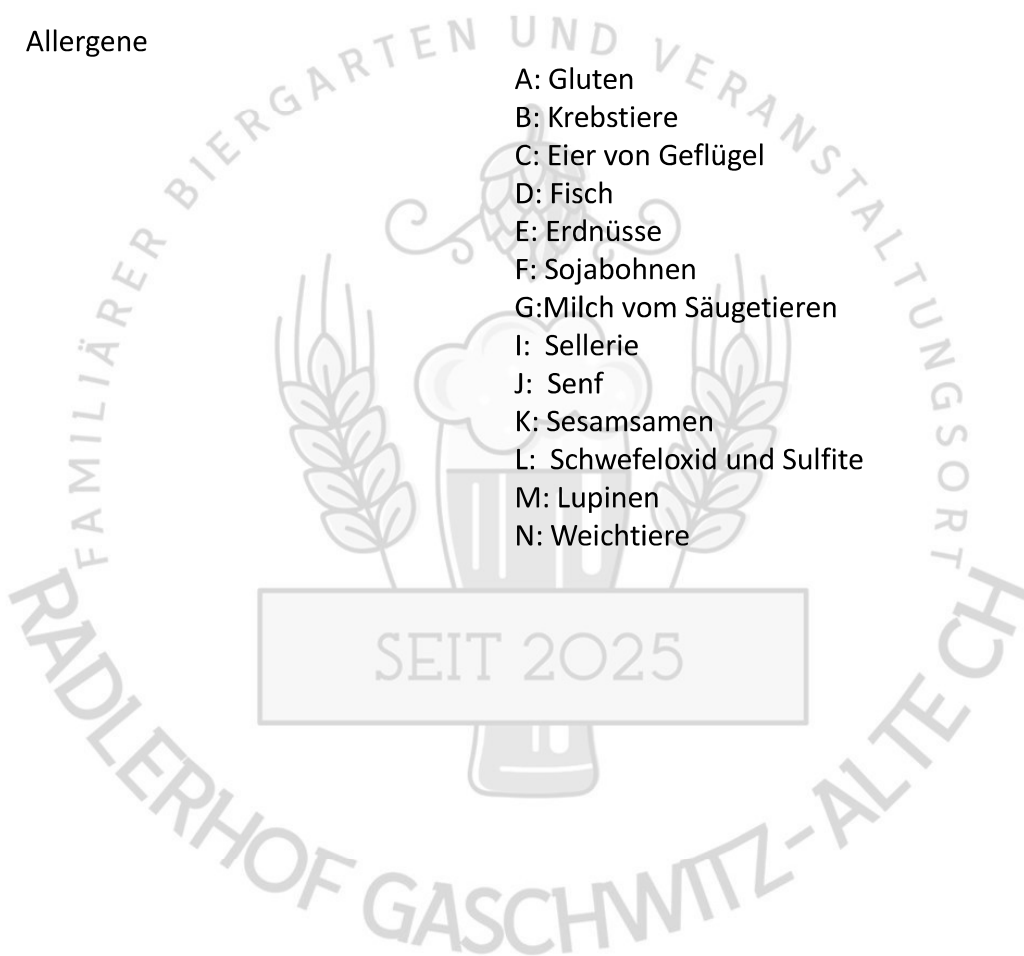 Allergene
A: Gluten
B: Krebstiere
C: Eier von Geflügel
D: Fisch
E: Erdnüsse
F: Sojabohnen
G:Milch vom Säugetieren
I: Sellerie
J: Senf
K: Sesamsamen
L: Schwefeloxid und Sulfite
M: Lupinen
N: Weichtiere
FAMILIÄRER BIERGARTEN UND VERANSTALTUNGSORT
SEIT 2025
RADLERHOF GASCHWITZ-ALTE CH